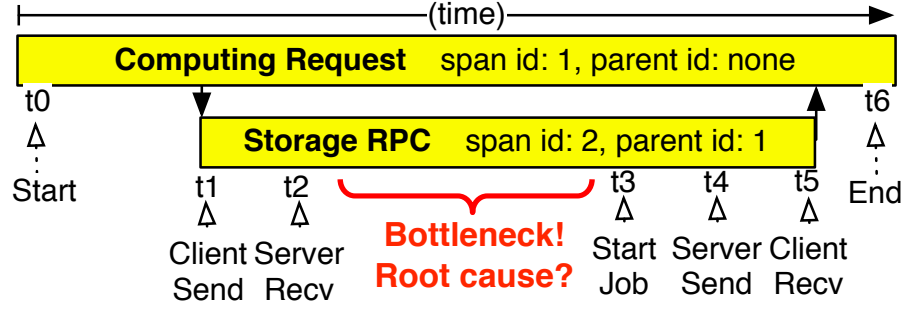 (time)
Computing Request span id: 1, parent id: none
t0 t6
Storage RPC span id: 2, parent id: 1
Start t1 t2 t3 t4 t5 End
Bottleneck!
Root cause?
Client Send
Server Recv
Start Job
Server Send
Client Recv